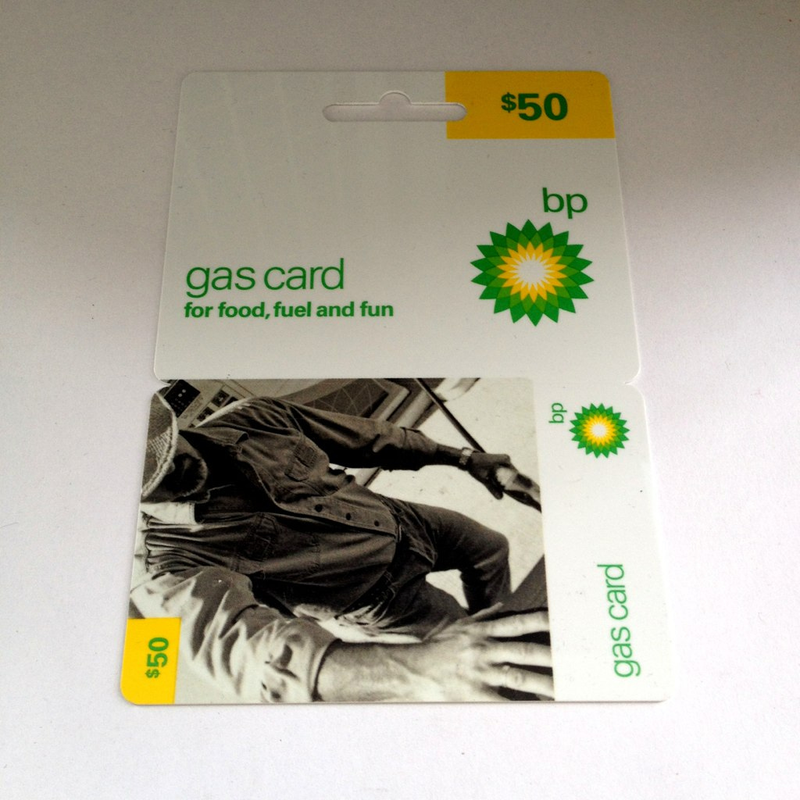 $50
bp
gas card
for food, fuel and fun
bp
gas card
$50